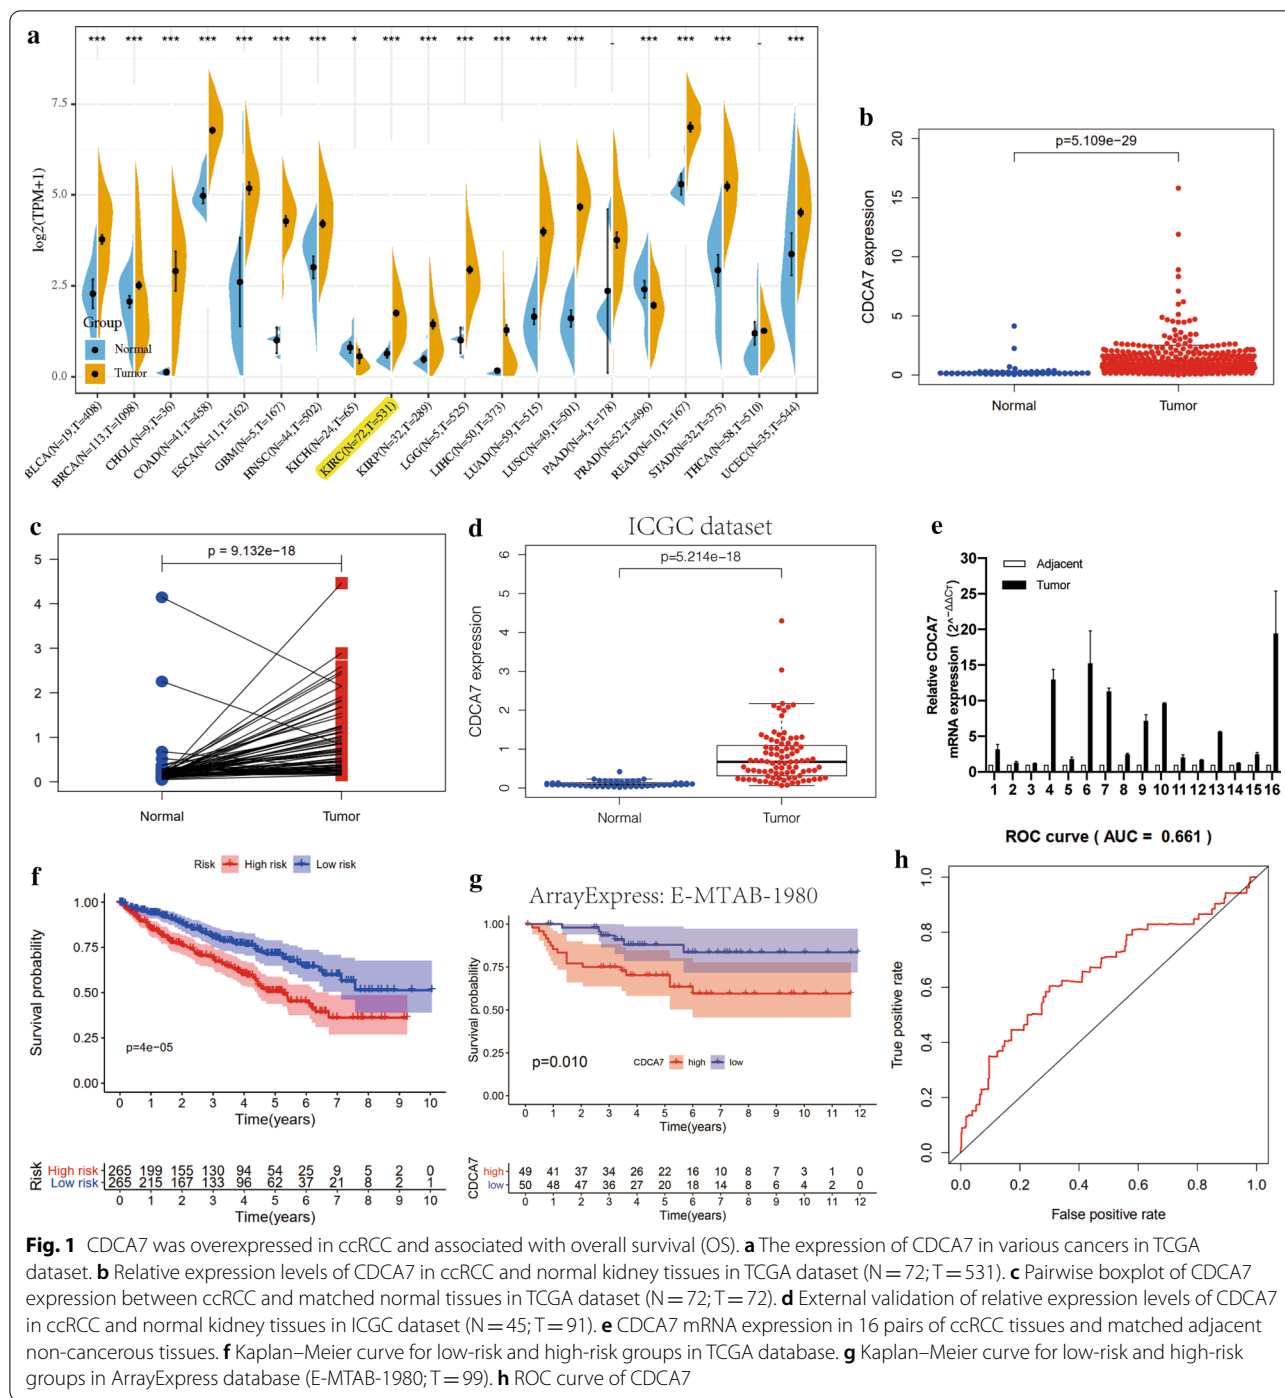 a
*** *** *** *** *** *** *** * *** *** *** *** *** *** - *** *** *** - ***
log2(TPM+1)
7.5
5.0
2.5
0.0
Group
Normal
Tumor
BLCA(N=19,T=408)
BRCA(N=113,T=1098)
CHOL(N=9,T=36)
COAD(N=41,T=458)
ESCA(N=11,T=162)
GBM(N=5,T=167)
HNSC(N=44,T=502)
KICH(N=24,T=65)
KIRC(N=72,T=531)
KIRP(N=32,T=289)
LGG(N=5,T=525)
LIHC(N=50,T=373)
LUAD(N=59,T=515)
LUSC(N=49,T=501)
PAAD(N=4,T=178)
PRAD(N=52,T=496)
READ(N=10,T=167)
STAD(N=32,T=375)
THCA(N=58,T=510)
UCEC(N=35,T=544)
b
CDCA7 expression
20
15
10
5
0
p=5.109e−29
Normal Tumor
c
p = 9.132e−18
5
4
3
2
1
0
Normal Tumor
d
ICGC dataset
p=5.214e−18
CDCA7 expression
6
5
4
3
2
1
0
Normal Tumor
e
Adjacent
Tumor
Relative CDCA7
mRNA expression (2^-ΔΔCT)
30
25
20
15
10
5
0
1 2 3 4 5 6 7 8 9 10 11 12 13 14 15 16
f
Risk High risk Low risk
Survival probability
1.00
0.75
0.50
0.25
0.00
p=4e−05
0 1 2 3 4 5 6 7 8 9 10
Time(years)
Risk
High risk 265 199 155 130 94 54 25 9 5 2 0
Low risk 265 215 167 133 96 62 37 21 8 2 1
0 1 2 3 4 5 6 7 8 9 10
Time(years)
g
ArrayExpress: E-MTAB-1980
Survival probability
1.00
0.75
0.50
0.25
0.00
p=0.010
CDCA7 high low
0 1 2 3 4 5 6 7 8 9 10 11 12
Time(years)
CDCA7
high 49 41 37 34 26 22 16 10 8 7 3 1 0
low 50 48 47 36 27 20 18 14 8 6 4 2 0
0 1 2 3 4 5 6 7 8 9 10 11 12
Time(years)
ROC curve ( AUC = 0.661 )
h
True positive rate
1.0
0.8
0.6
0.4
0.2
0.0
0.0 0.2 0.4 0.6 0.8 1.0
False positive rate
Fig. 1 CDCA7 was overexpressed in ccRCC and associated with overall survival (OS). a The expression of CDCA7 in various cancers in TCGA
dataset. b Relative expression levels of CDCA7 in ccRCC and normal kidney tissues in TCGA dataset (N = 72; T = 531). c Pairwise boxplot of CDCA7
expression between ccRCC and matched normal tissues in TCGA dataset (N = 72; T = 72). d External validation of relative expression levels of CDCA7
in ccRCC and normal kidney tissues in ICGC dataset (N = 45; T = 91). e CDCA7 mRNA expression in 16 pairs of ccRCC tissues and matched adjacent
non-cancerous tissues. f Kaplan–Meier curve for low-risk and high-risk groups in TCGA database. g Kaplan–Meier curve for low-risk and high-risk
groups in ArrayExpress database (E-MTAB-1980; T = 99). h ROC curve of CDCA7